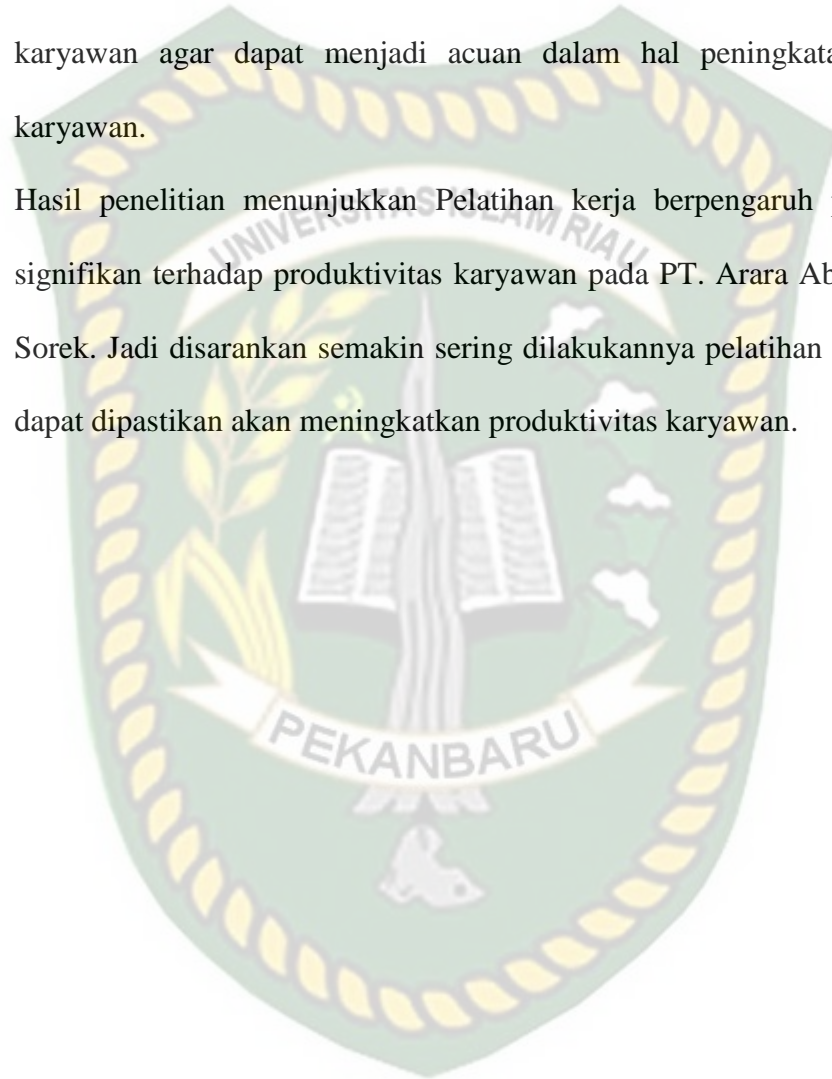 karyawan agar dapat menjadi acuan dalam hal peningkata
karyawan.
Hasil penelitian menunjukkan Pelatihan kerja berpengaruh
signifikan terhadap produktivitas karyawan pada PT. Arara Ab
Sorek. Jadi disarankan semakin sering dilakukannya pelatihan
dapat dipastikan akan meningkatkan produktivitas karyawan.
UNIVERSITAS ISLAM RIAU
PEKANBARU